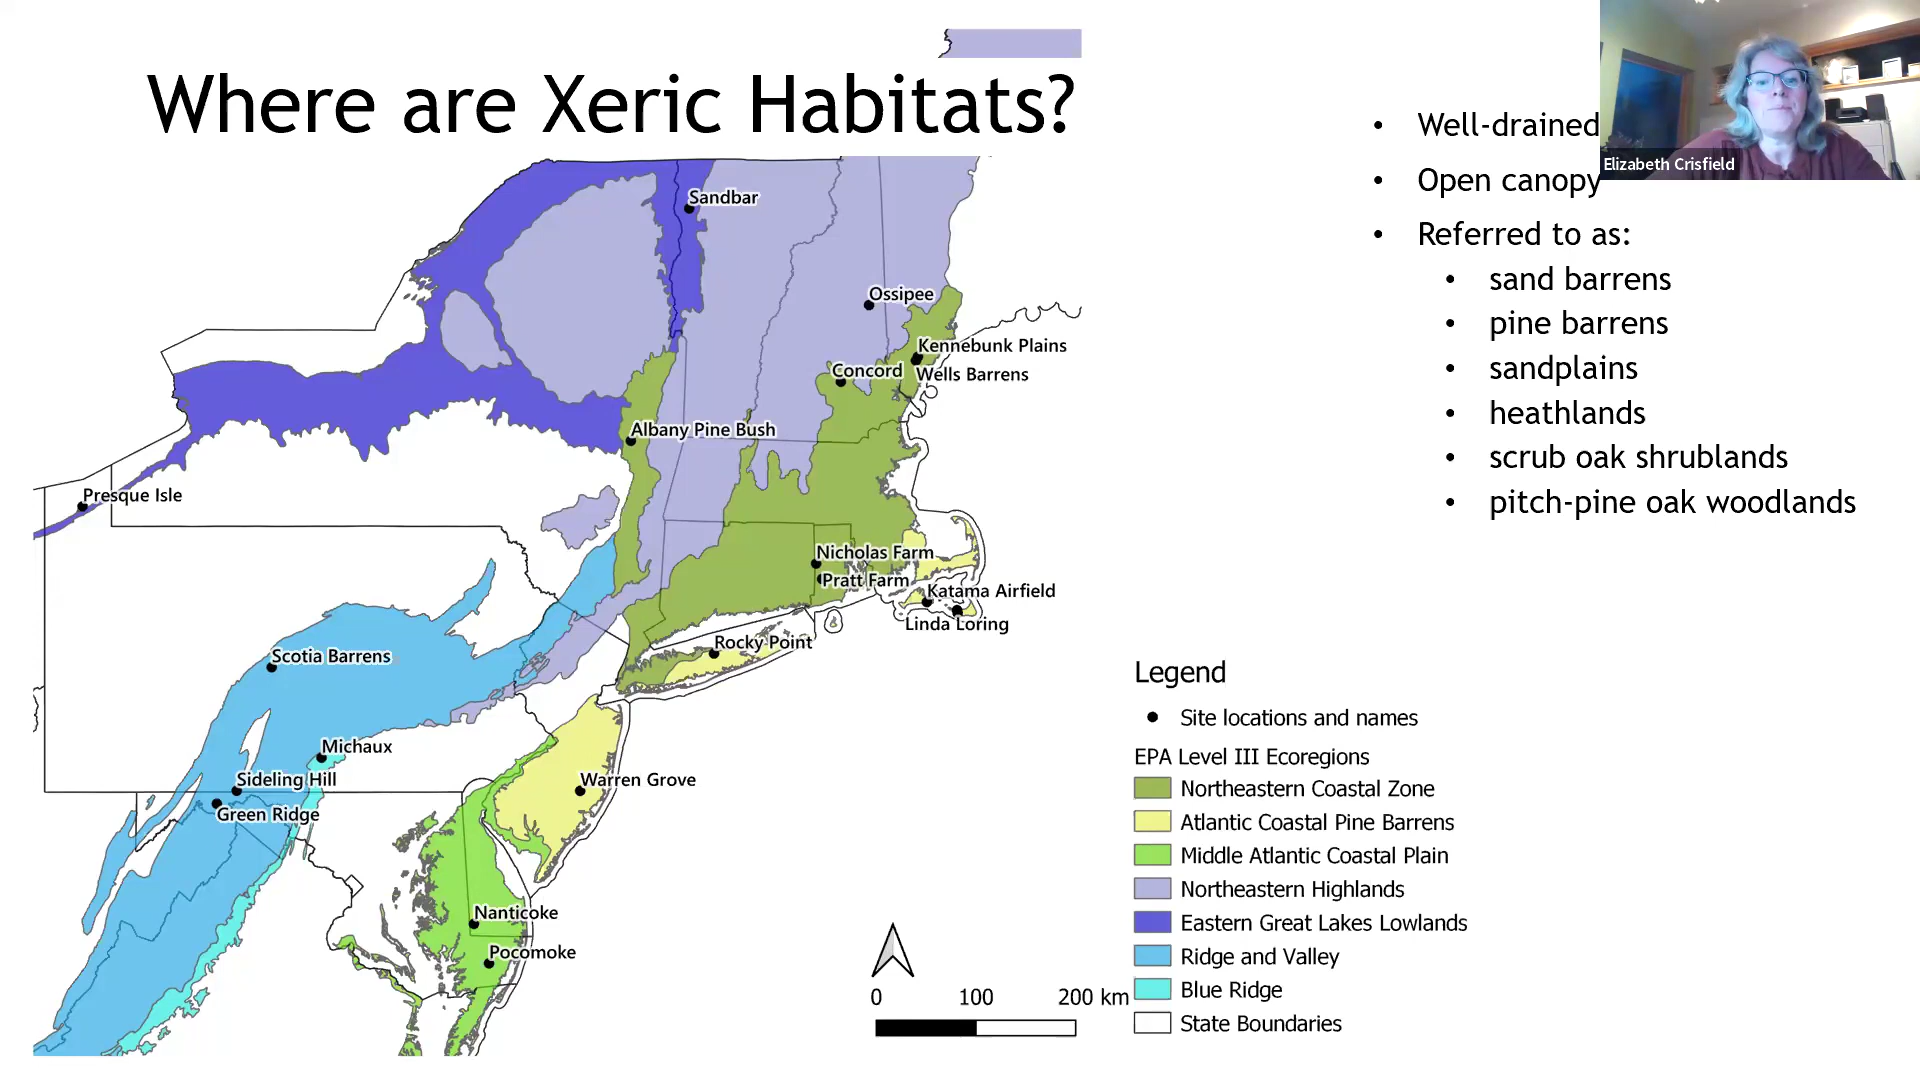 Where are Xeric Habitats?
Well-drained
Open canopy
Referred to as:
sand barrens
pine barrens
sandplains
heathlands
scrub oak shrublands
pitch-pine oak woodlands
Elizabeth Crisfield
Sandbar
Ossipee
Kennebunk Plains
Concord
Wells Barrens
Albany Pine Bush
Presque Isle
Nicholas Farm
Pratt Farm
Katama Airfield
Linda Loring
Rocky Point
Scotia Barrens
Michaux
Sideling Hill
Green Ridge
Warren Grove
Nanticoke
Pocomoke
0 100 200 km
Legend
Site locations and names
EPA Level III Ecoregions
Northeastern Coastal Zone
Atlantic Coastal Pine Barrens
Middle Atlantic Coastal Plain
Northeastern Highlands
Eastern Great Lakes Lowlands
Ridge and Valley
Blue Ridge
State Boundaries